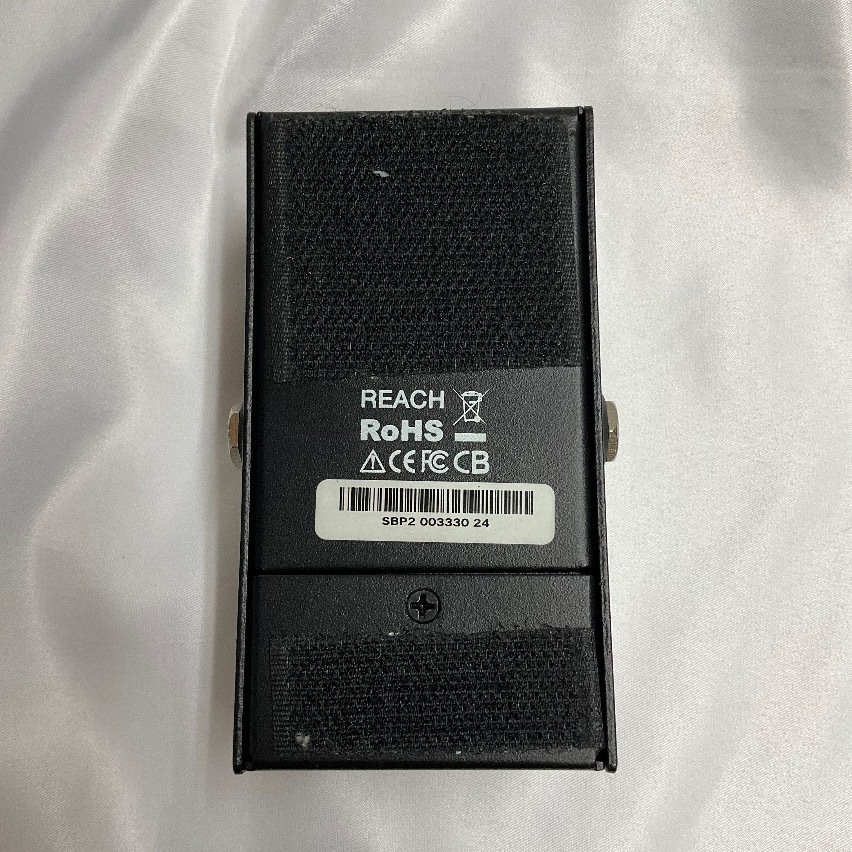 REACH
RoHS
CE FC CB
SBP2 003330 24